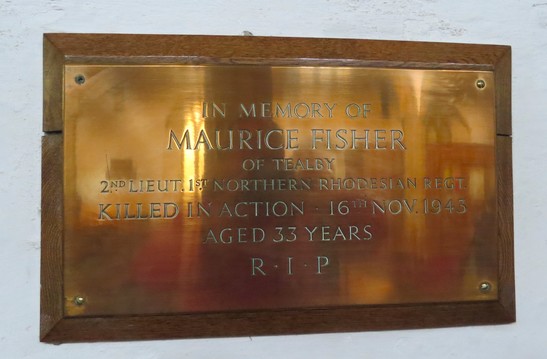 IN MEMORY OF
MAURICE FISHER
OF TEALBY
2ND LIEUT. 1ST NORTHERN RHODESIAN REGT.
KILLED IN ACTION · 16TH NOV. 1943
AGED 33 YEARS
R · I · P